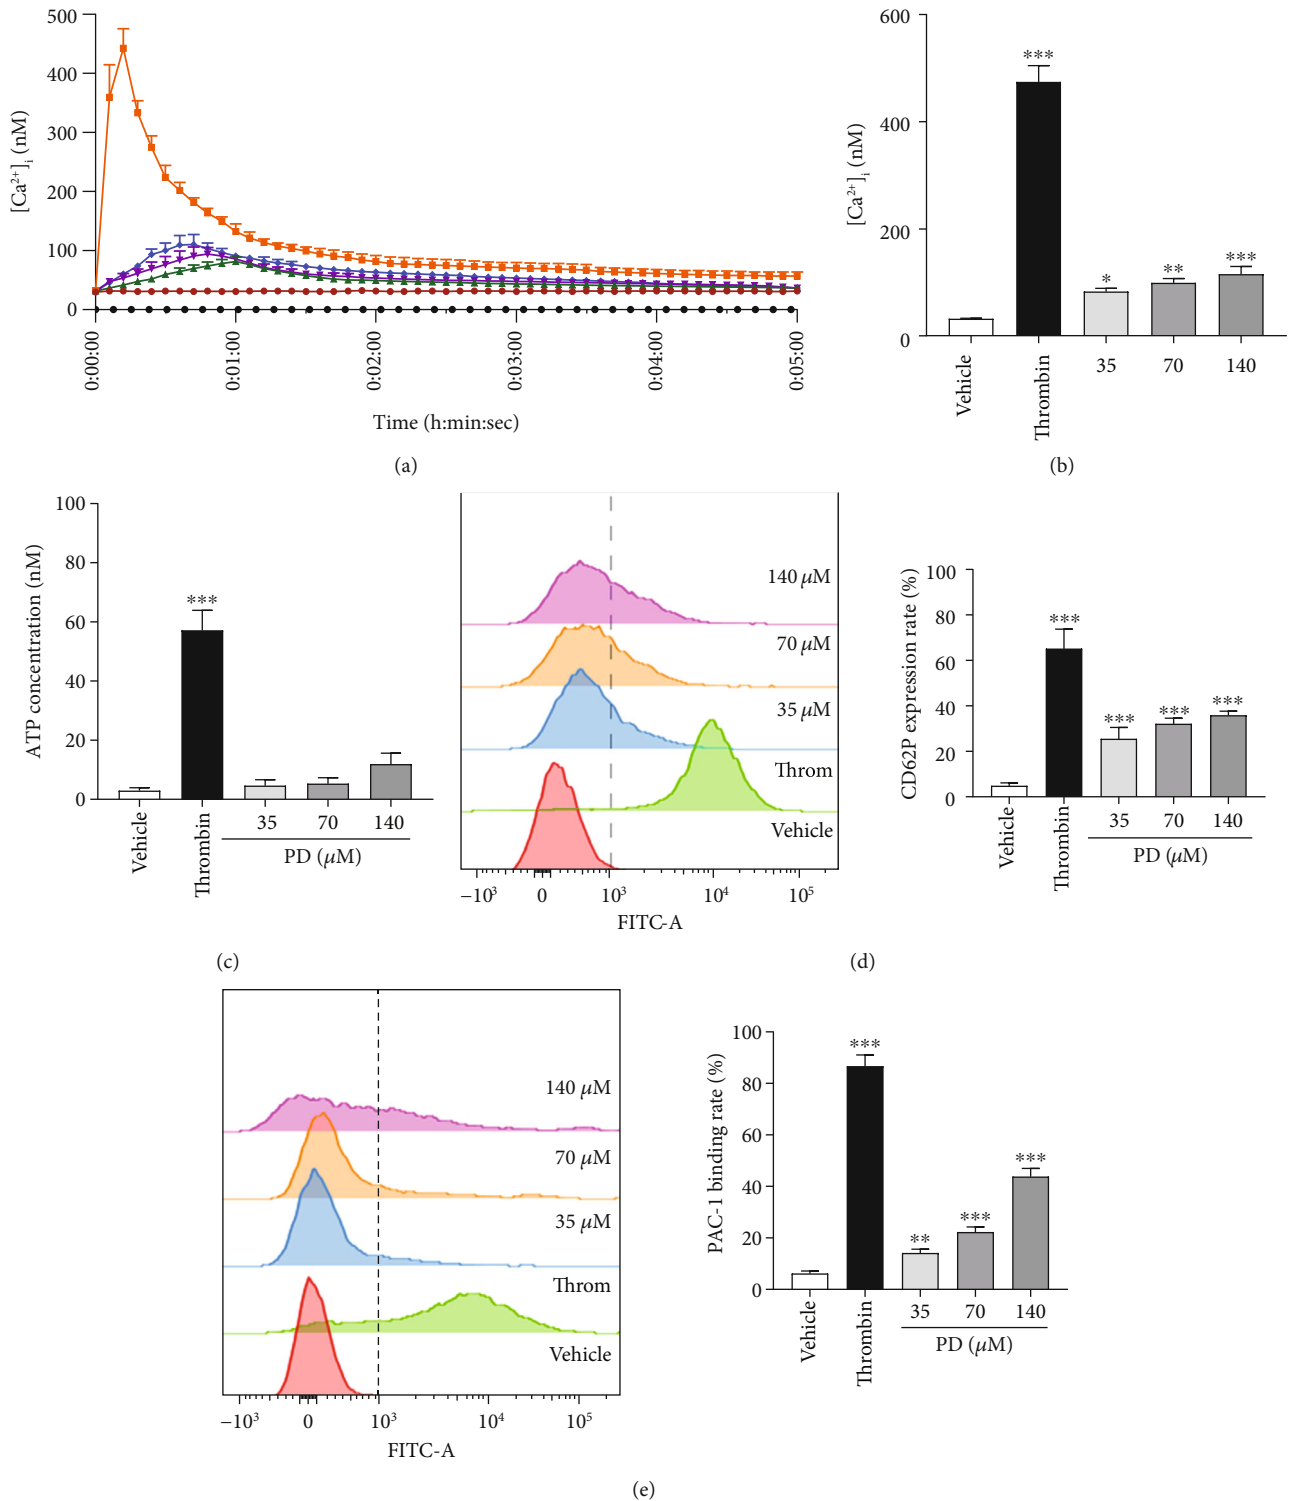 500
400
300
200
100
0
[Ca²⁺]ᵢ (nM)
0:00:00
0:01:00
0:02:00
0:03:00
0:04:00
0:05:00
Time (h:min:sec)
(a)
600
400
200
0
[Ca²⁺]ᵢ (nM)
***
*
**
***
Vehicle
Thrombin
35
70
140
(b)
100
80
60
40
20
0
ATP concentration (nM)
***
Vehicle
Thrombin
35
70
140
PD (μM)
(c)
140 μM
70 μM
35 μM
Throm
Vehicle
−10³
0
10³
10⁴
10⁵
FITC-A
100
80
60
40
20
0
CD62P expression rate (%)
***
***
***
***
Vehicle
Thrombin
35
70
140
PD (μM)
(d)
140 μM
70 μM
35 μM
Throm
Vehicle
−10³
0
10³
10⁴
10⁵
FITC-A
100
80
60
40
20
0
PAC-1 binding rate (%)
***
**
***
***
Vehicle
Thrombin
35
70
140
PD (μM)
(e)